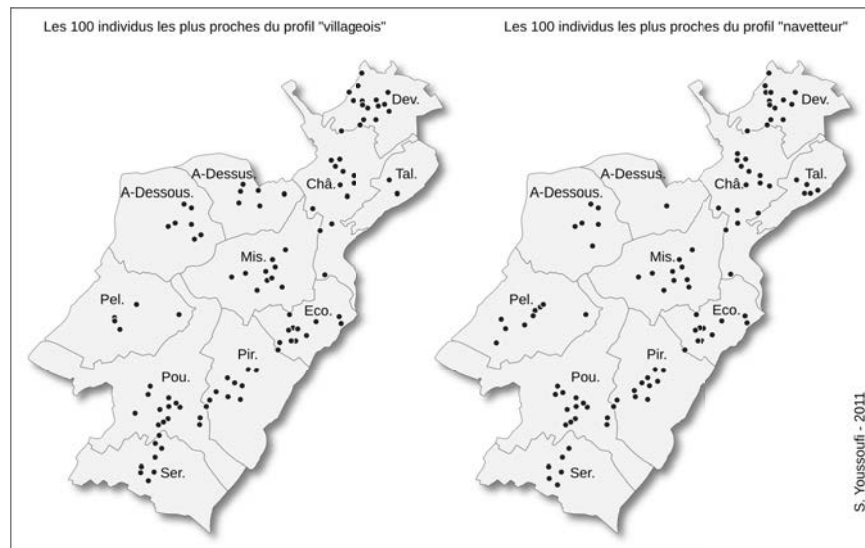 Les 100 individus les plus proches du profil "villageois"
Les 100 individus les plus proches du profil "navetteur"
Dev.
A-Dessus.
Châ.
Tal.
A-Dessous.
Mis.
Pel.
Eco.
Pir.
Pou.
Ser.
Dev.
A-Dessus.
Châ.
Tal.
A-Dessous.
Mis.
Pel.
Eco.
Pir.
Pou.
Ser.
S. Youssoufi - 2011